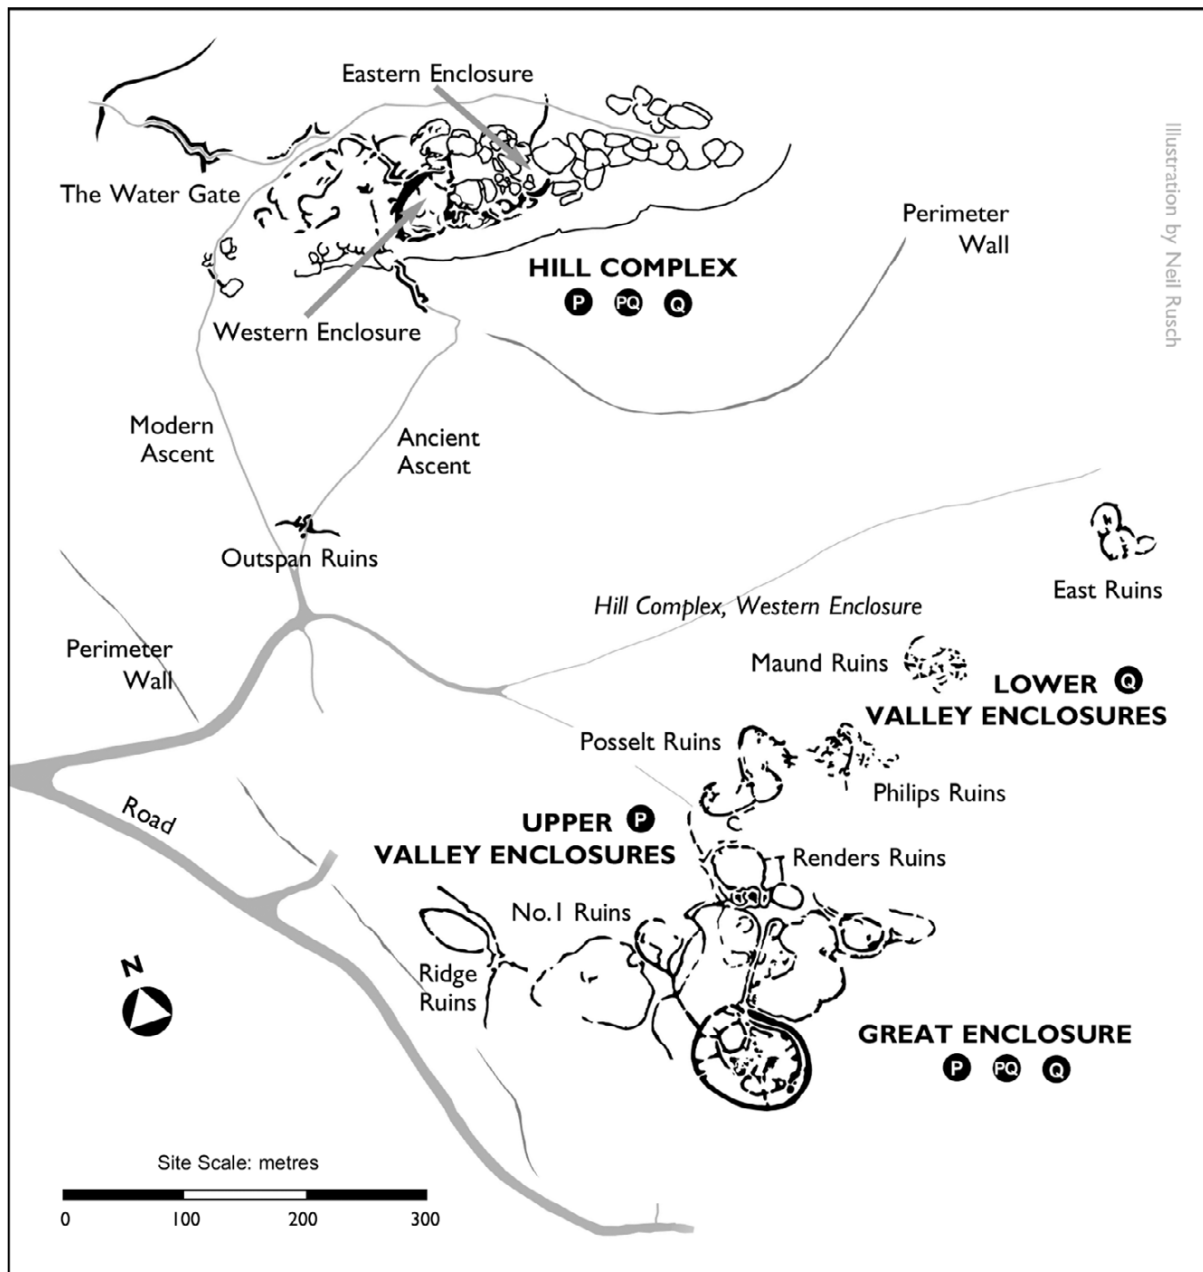 Eastern Enclosure
The Water Gate
Perimeter
Wall
Illustration by Neil Rusch
HILL COMPLEX
P PQ Q
Western Enclosure
Modern
Ascent
Ancient
Ascent
Outspan Ruins
East Ruins
Hill Complex, Western Enclosure
Perimeter
Wall
Maund Ruins
LOWER Q
VALLEY ENCLOSURES
Posselt Ruins
Philips Ruins
Road
UPPER P
VALLEY ENCLOSURES
Renders Ruins
No.1 Ruins
Ridge
Ruins
N
GREAT ENCLOSURE
P PQ Q
Site Scale: metres
0 100 200 300